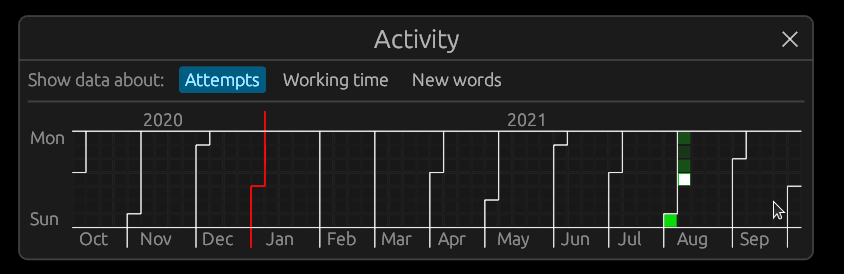 Activity
Show data about: Attempts Working time New words
2020 2021
Mon
Sun
Oct Nov Dec Jan Feb Mar Apr May Jun Jul Aug Sep